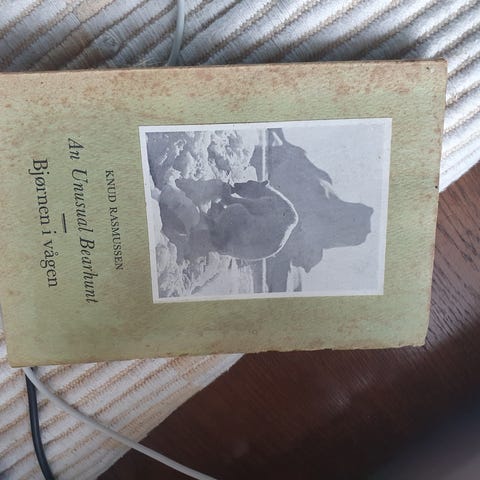 KNUD RASMUSSEN
An Unusual Bearhunt
Bjørnen i vågen